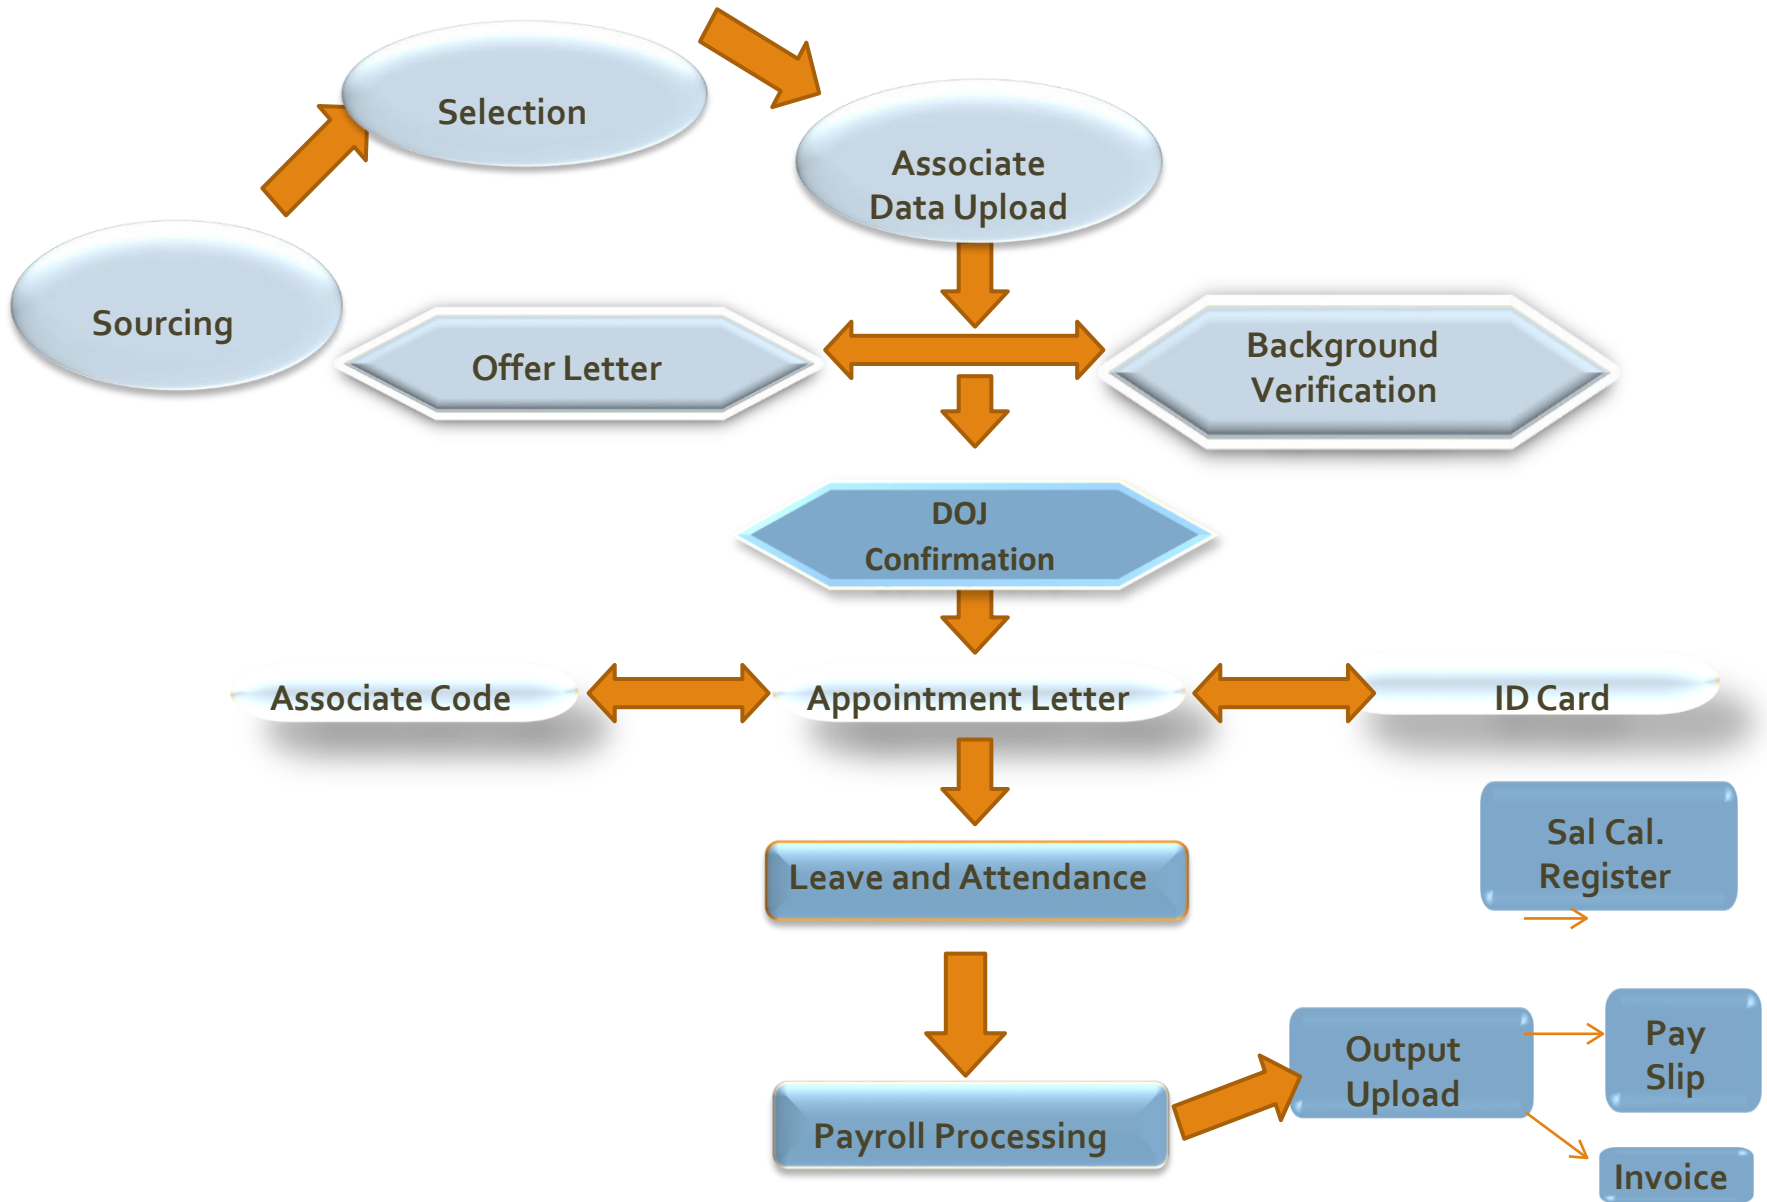 Selection
Associate
Data Upload
Sourcing
Offer Letter
Background
Verification
DOJ
Confirmation
Associate Code
Appointment Letter
ID Card
Sal Cal.
Register
Leave and Attendance
Output
Upload
Pay
Slip
Payroll Processing
Invoice